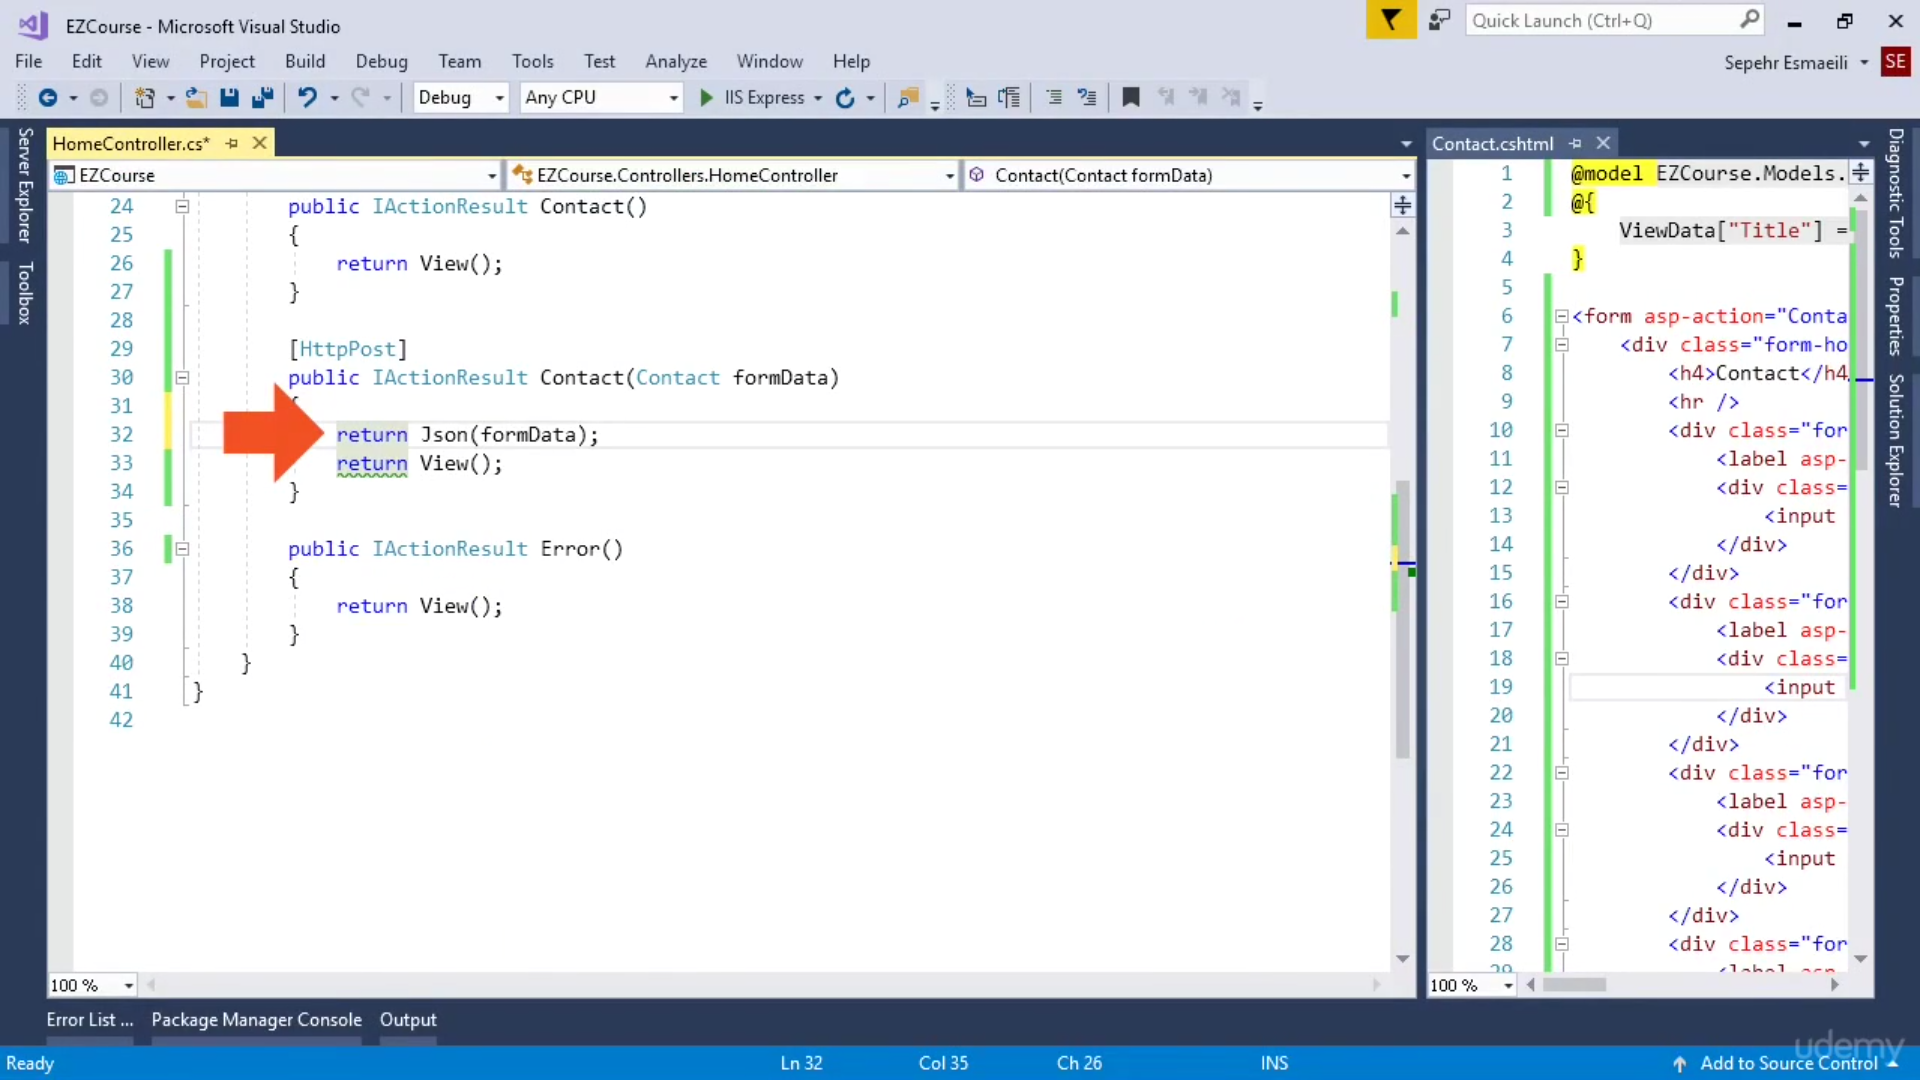 EZCourse - Microsoft Visual Studio
Quick Launch (Ctrl+Q)
File Edit View Project Build Debug Team Tools Test Analyze Window Help
Sepehr Esmaeili SE
Debug Any CPU IIS Express
Server Explorer
Toolbox
HomeController.cs*
EZCourse EZCourse.Controllers.HomeController Contact(Contact formData)
24 public IActionResult Contact()
25 {
26 return View();
27 }
28
29 [HttpPost]
30 public IActionResult Contact(Contact formData)
31 {
32 return Json(formData);
33 return View();
34 }
35
36 public IActionResult Error()
37 {
38 return View();
39 }
40 }
41 }
42
100 %
Contact.cshtml
1 @model EZCourse.Models.
2 @{
3 ViewData["Title"] =
4 }
5
6 <form asp-action="Conta
7 <div class="form-ho
8 <h4>Contact</h4
9 <hr />
10 <div class="for
11 <label asp-
12 <div class=
13 <input
14 </div>
15 </div>
16 <div class="for
17 <label asp-
18 <div class=
19 <input
20 </div>
21 </div>
22 <div class="for
23 <label asp-
24 <div class=
25 <input
26 </div>
27 </div>
28 <div class="for
29 <label asp-
100 %
Diagnostic Tools
Properties
Solution Explorer
Error List ... Package Manager Console Output
Ready Ln 32 Col 35 Ch 26 INS Add to Source Control
udemy